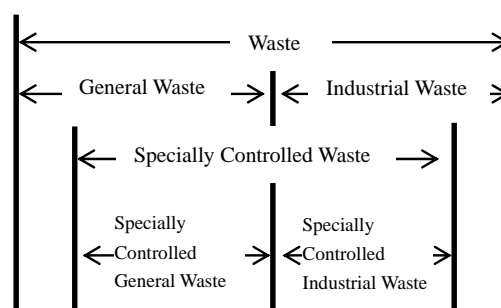 Waste
General Waste
Industrial Waste
Specially Controlled Waste
Specially
Controlled
General Waste
Specially
Controlled
Industrial Waste